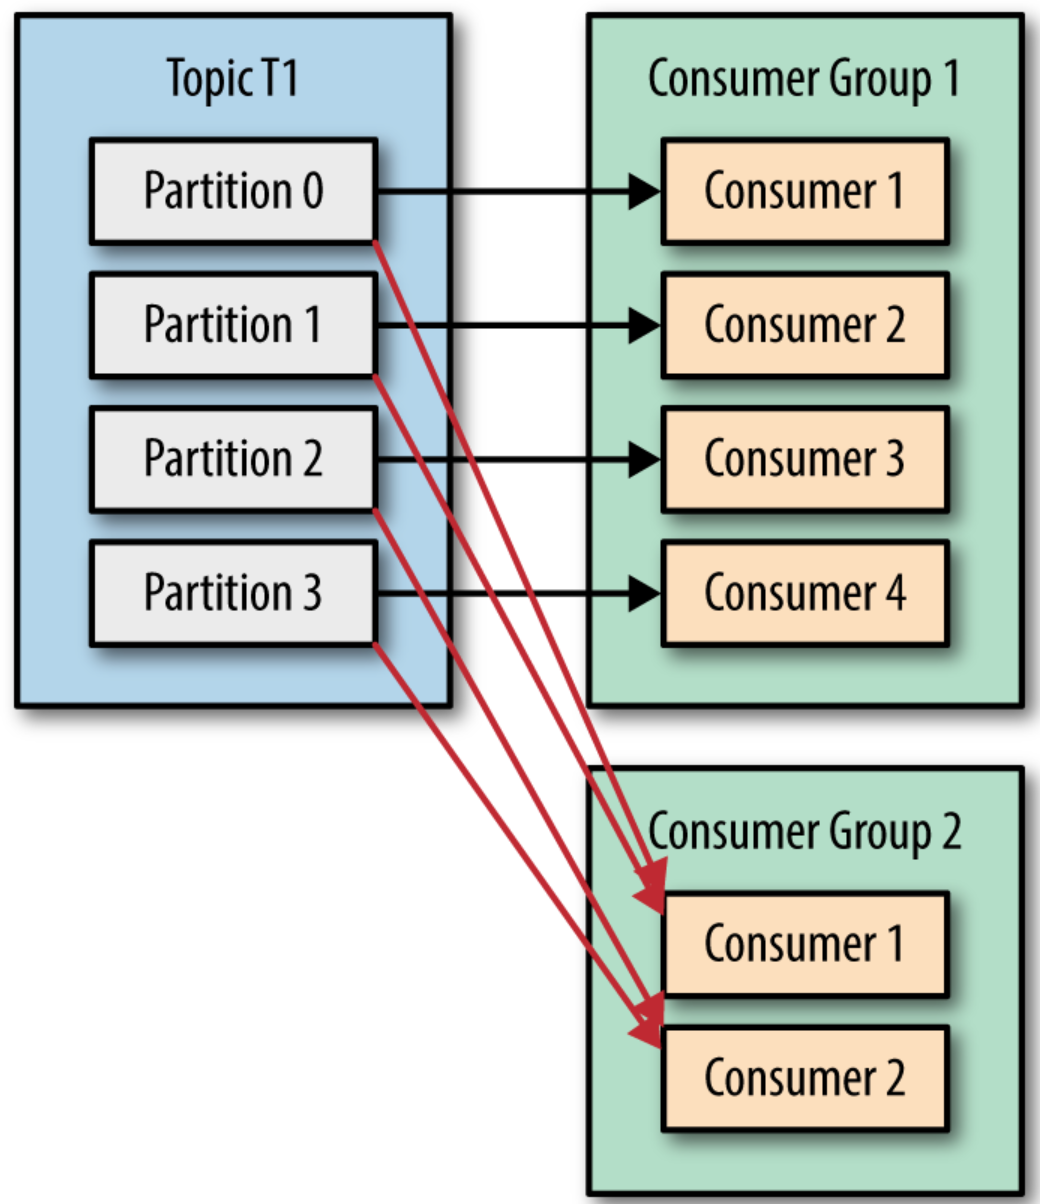 Topic T1
Partition 0
Partition 1
Partition 2
Partition 3
Consumer Group 1
Consumer 1
Consumer 2
Consumer 3
Consumer 4
Consumer Group 2
Consumer 1
Consumer 2